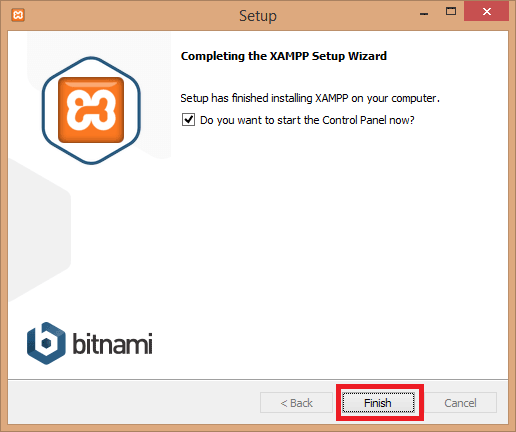 Setup
Completing the XAMPP Setup Wizard
Setup has finished installing XAMPP on your computer.
Do you want to start the Control Panel now?
bitnami
< Back
Finish
Cancel